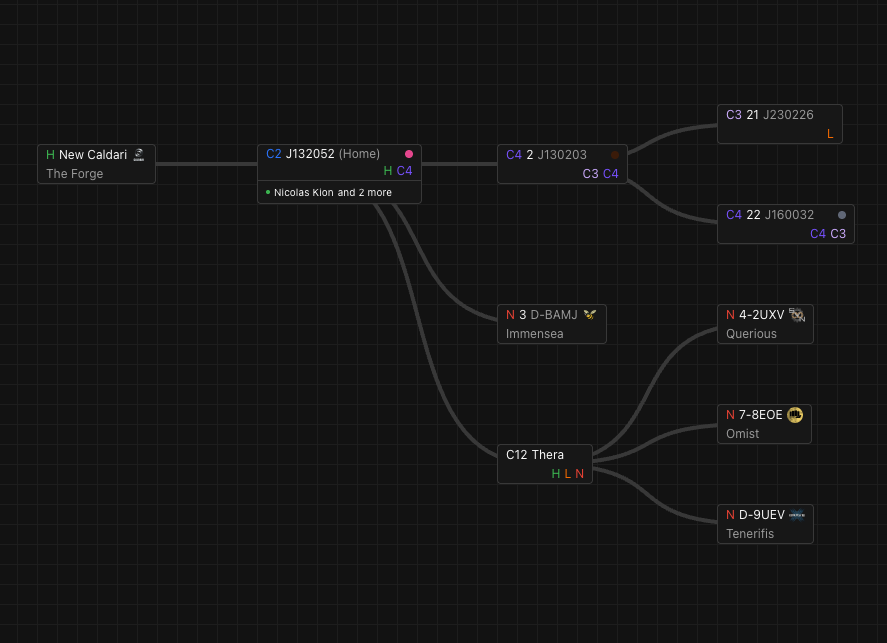 H New Caldari
The Forge
C2 J132052 (Home)
H C4
Nicolas Kion and 2 more
C4 2 J130203
C3 C4
C3 21 J230226
L
C4 22 J160032
C4 C3
N 3 D-BAMJ
Immensea
C12 Thera
H L N
N 4-2UXV
Querious
N 7-8EOE
Omist
N D-9UEV
Tenerifis